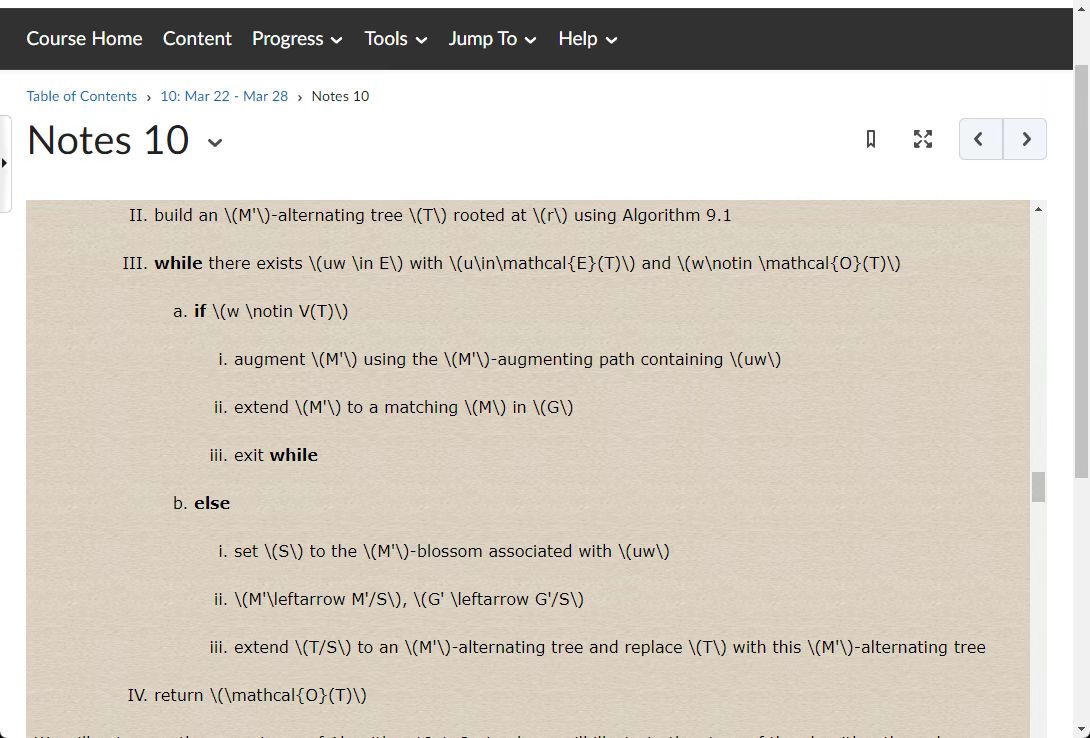 Course Home Content Progress Tools Jump To Help
Table of Contents › 10: Mar 22 - Mar 28 › Notes 10
Notes 10
II. build an \(M'\)-alternating tree \(T\) rooted at \(r\) using Algorithm 9.1
III. while there exists \(uw \in E\) with \(u\in\mathcal{E}(T)\) and \(w\notin \mathcal{O}(T)\)
a. if \(w \notin V(T)\)
i. augment \(M'\) using the \(M'\)-augmenting path containing \(uw\)
ii. extend \(M'\) to a matching \(M\) in \(G\)
iii. exit while
b. else
i. set \(S\) to the \(M'\)-blossom associated with \(uw\)
ii. \(M'\leftarrow M'/S\), \(G' \leftarrow G'/S\)
iii. extend \(T/S\) to an \(M'\)-alternating tree and replace \(T\) with this \(M'\)-alternating tree
IV. return \(\mathcal{O}(T)\)